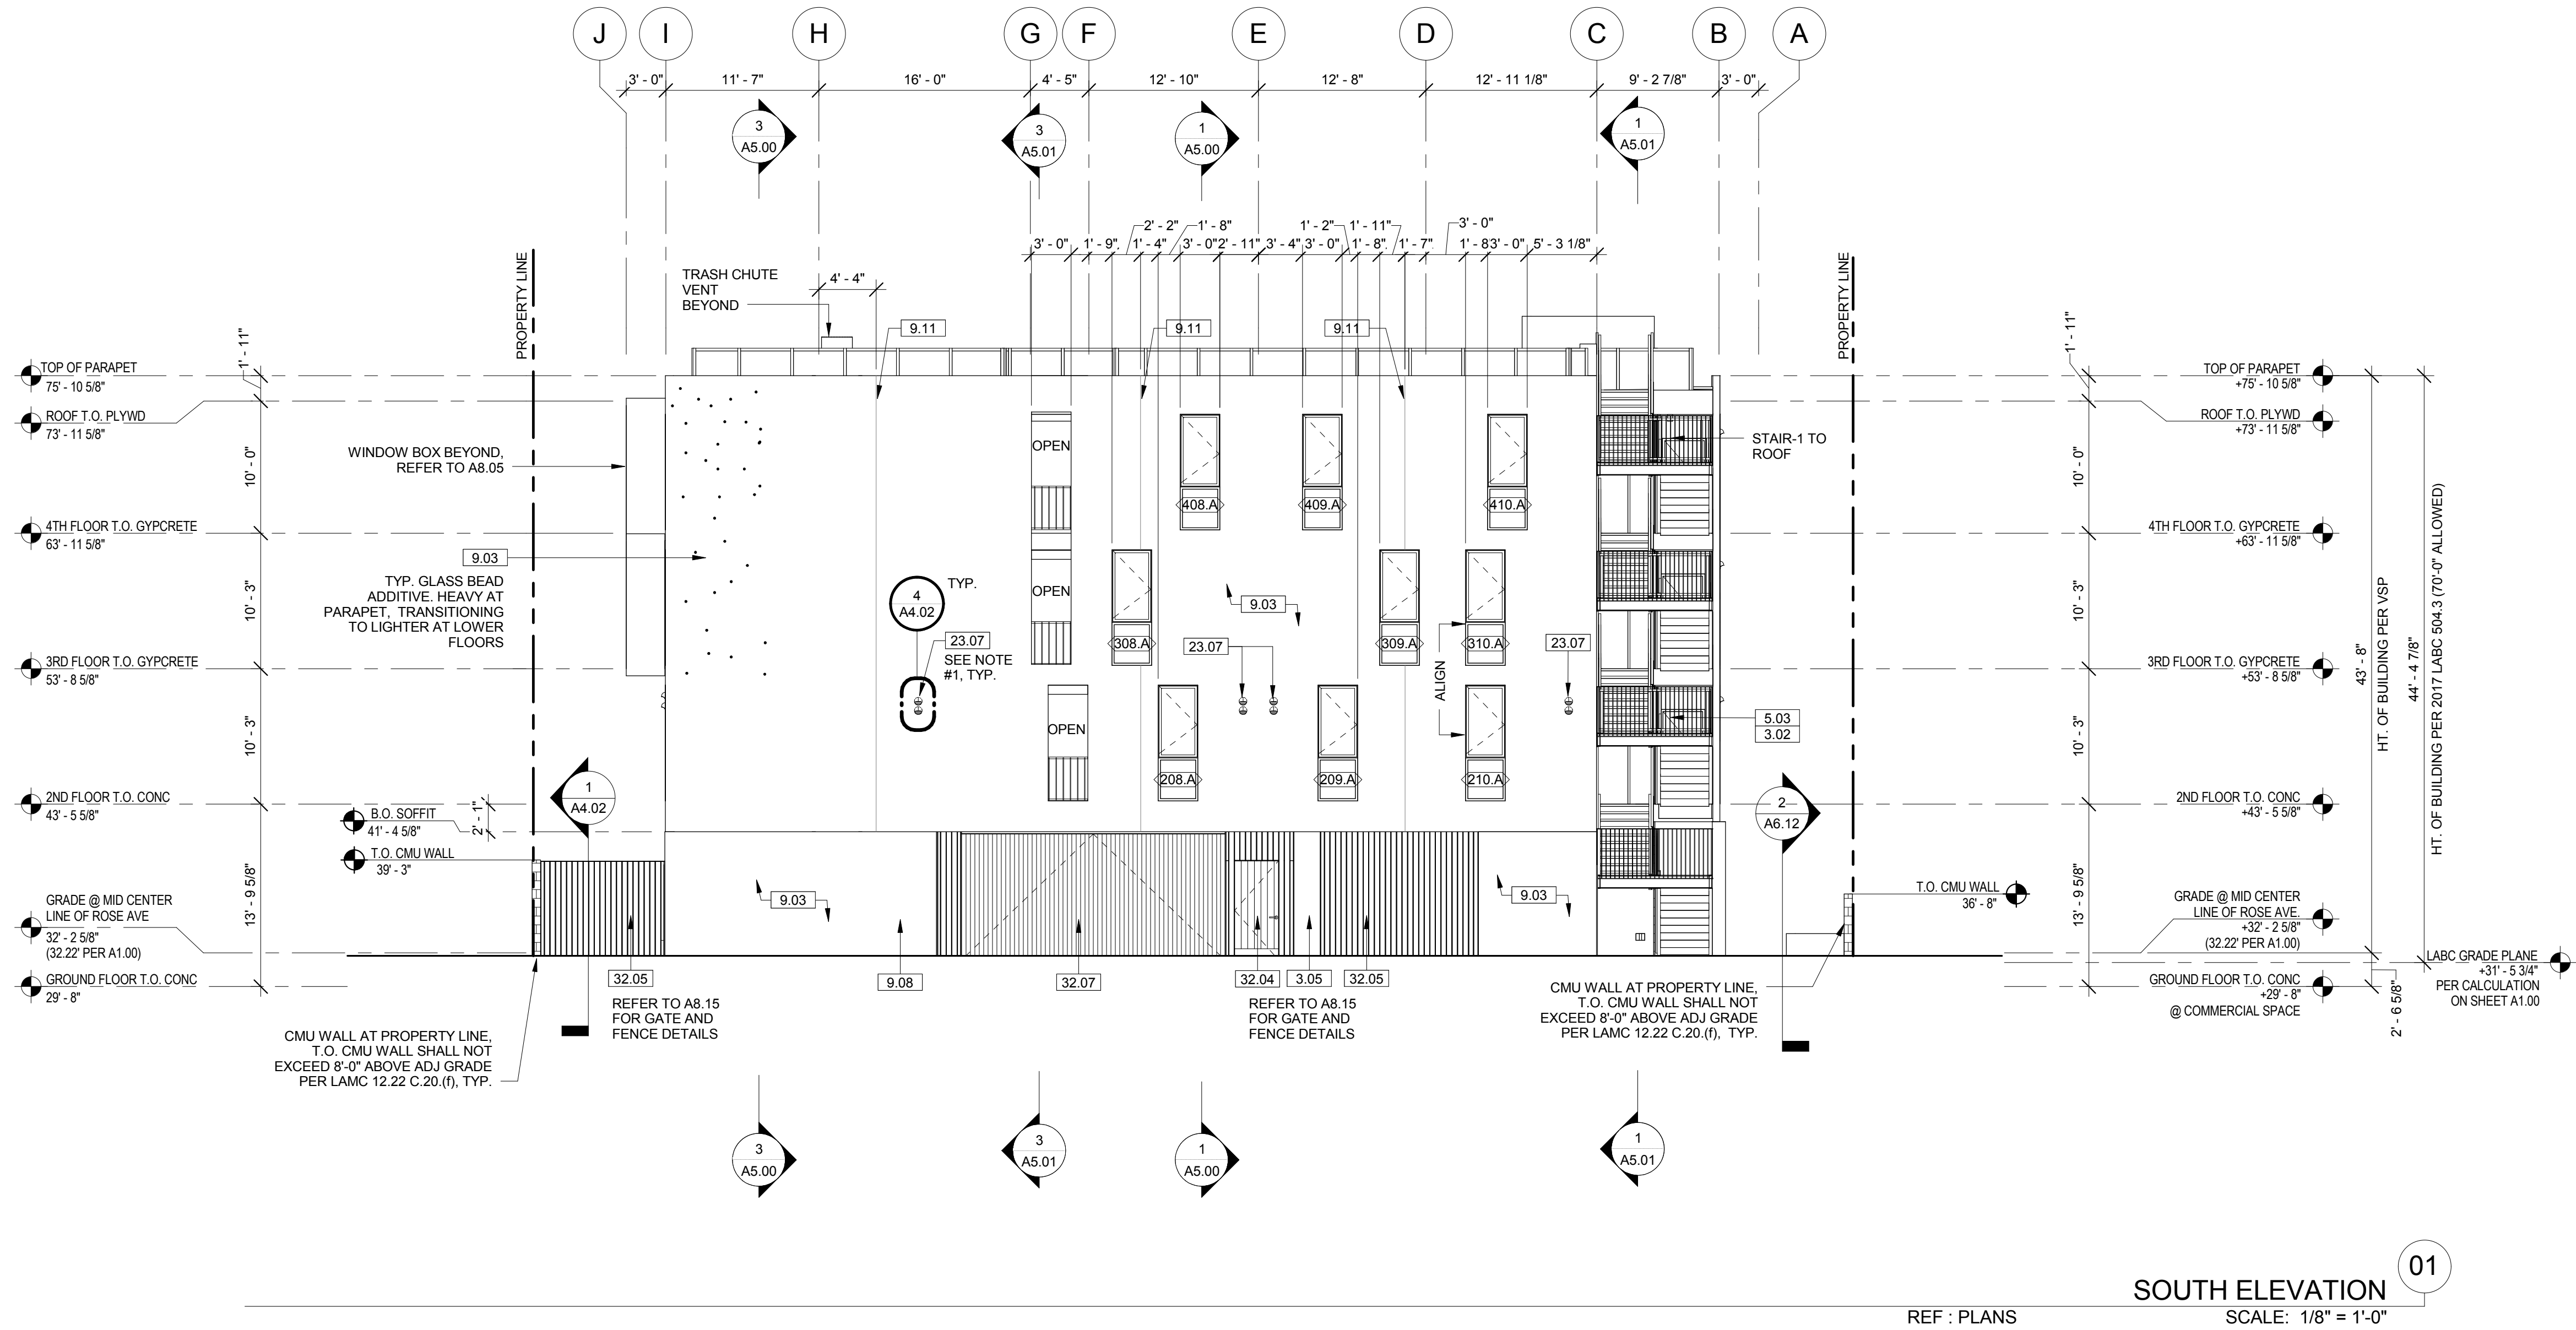 J I H G F E D C B A
3' - 0" 11' - 7" 16' - 0" 4' - 5" 12' - 10" 12' - 8" 12' - 11 1/8" 9' - 2 7/8" 3' - 0"
3
A5.00
3
A5.01
1
A5.00
1
A5.01
2' - 2" 1' - 8" 1' - 2" 1' - 11" 3' - 0"
3' - 0" 1' - 9" 1' - 4" 3' - 0" 2' - 11" 3' - 4" 3' - 0" 1' - 8" 1' - 7" 1' - 8 3' - 0" 5' - 3 1/8"
PROPERTY LINE
TRASH CHUTE
VENT
BEYOND
4' - 4"
9.11
9.11
9.11
PROPERTY LINE
TOP OF PARAPET
75' - 10 5/8"
1' - 11"
ROOF T.O. PLYWD
73' - 11 5/8"
10' - 0"
4TH FLOOR T.O. GYPCRETE
63' - 11 5/8"
10' - 3"
3RD FLOOR T.O. GYPCRETE
53' - 8 5/8"
10' - 3"
2ND FLOOR T.O. CONC
43' - 5 5/8"
B.O. SOFFIT
41' - 4 5/8"
2' - 1"
T.O. CMU WALL
39' - 3"
13' - 9 5/8"
GRADE @ MID CENTER
LINE OF ROSE AVE
32' - 2 5/8"
(32.22' PER A1.00)
GROUND FLOOR T.O. CONC
29' - 8"
WINDOW BOX BEYOND,
REFER TO A8.05
9.03
TYP. GLASS BEAD
ADDITIVE. HEAVY AT
PARAPET, TRANSITIONING
TO LIGHTER AT LOWER
FLOORS
1
A4.02
4
A4.02
TYP.
23.07
SEE NOTE
#1, TYP.
OPEN
OPEN
OPEN
408.A
409.A
410.A
308.A
309.A
310.A
208.A
209.A
210.A
9.03
23.07
ALIGN
23.07
STAIR-1 TO
ROOF
5.03
3.02
2
A6.12
9.03
9.03
32.05
REFER TO A8.15
FOR GATE AND
FENCE DETAILS
9.08
32.07
32.04
3.05
32.05
REFER TO A8.15
FOR GATE AND
FENCE DETAILS
CMU WALL AT PROPERTY LINE,
T.O. CMU WALL SHALL NOT
EXCEED 8'-0" ABOVE ADJ GRADE
PER LAMC 12.22 C.20.(f), TYP.
CMU WALL AT PROPERTY LINE,
T.O. CMU WALL SHALL NOT
EXCEED 8'-0" ABOVE ADJ GRADE
PER LAMC 12.22 C.20.(f), TYP.
1' - 11"
TOP OF PARAPET
+75' - 10 5/8"
ROOF T.O. PLYWD
+73' - 11 5/8"
10' - 0"
4TH FLOOR T.O. GYPCRETE
+63' - 11 5/8"
10' - 3"
3RD FLOOR T.O. GYPCRETE
+53' - 8 5/8"
10' - 3"
2ND FLOOR T.O. CONC
+43' - 5 5/8"
T.O. CMU WALL
36' - 8"
13' - 9 5/8"
GRADE @ MID CENTER
LINE OF ROSE AVE.
+32' - 2 5/8"
(32.22' PER A1.00)
GROUND FLOOR T.O. CONC
+29' - 8"
@ COMMERCIAL SPACE
43' - 8"
HT. OF BUILDING PER VSP
44' - 4 7/8"
HT. OF BUILDING PER 2017 LABC 504.3 (70'-0" ALLOWED)
2' - 6 5/8"
LABC GRADE PLANE
+31' - 5 3/4"
PER CALCULATION
ON SHEET A1.00
3
A5.00
3
A5.01
1
A5.00
1
A5.01
01
SOUTH ELEVATION
REF : PLANS
SCALE: 1/8" = 1'-0"